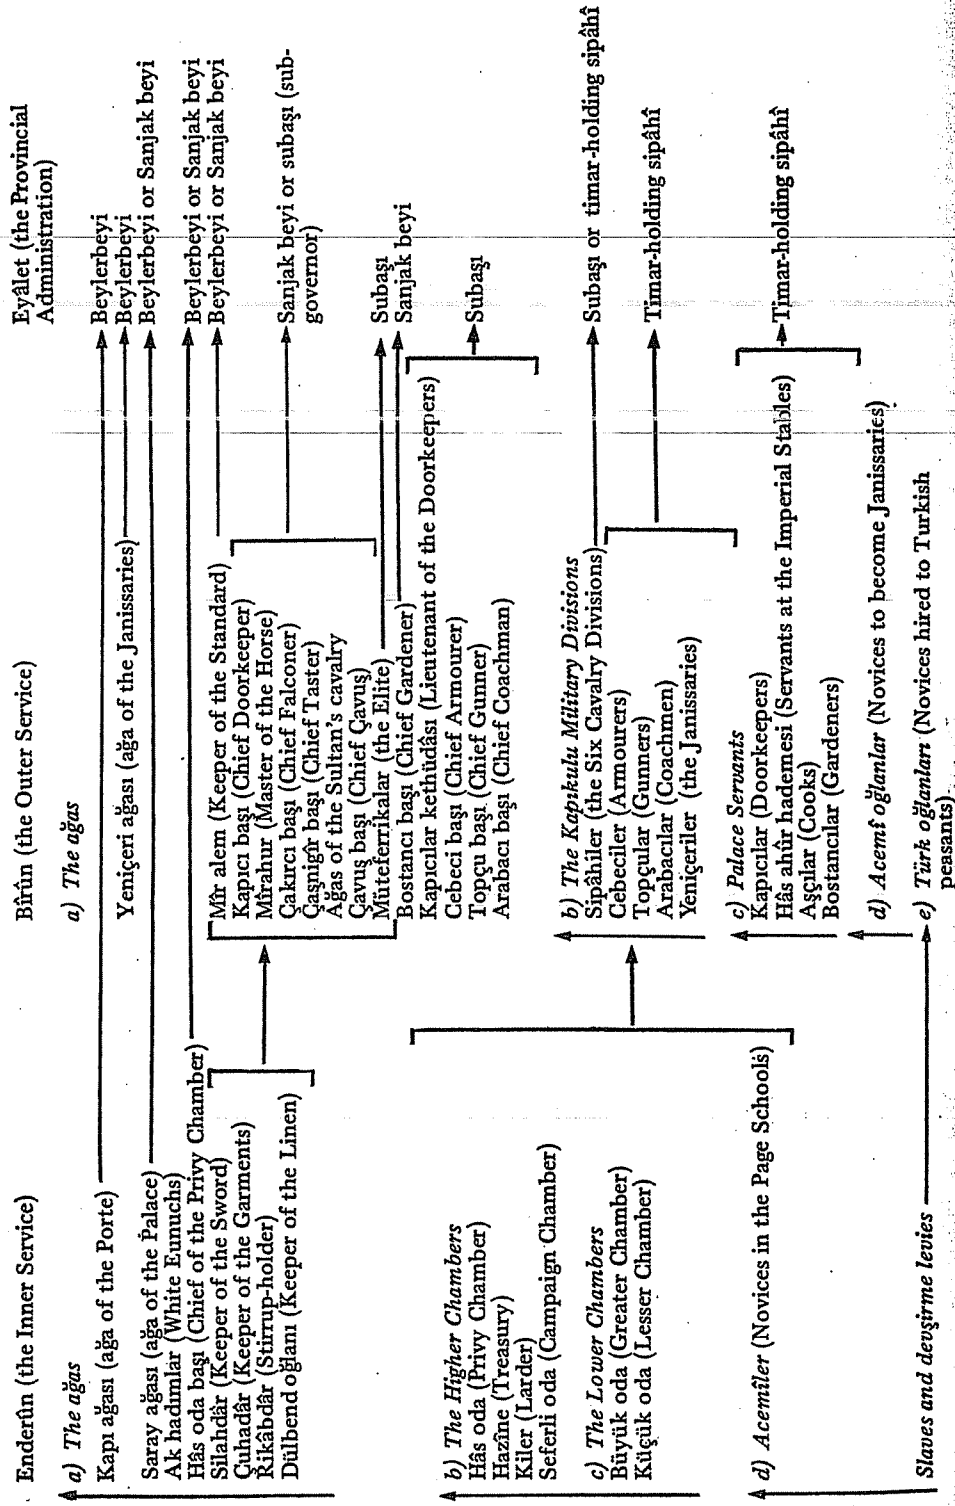 Enderûn (the Inner Service)
a) The ağas
Kapı ağası (ağa of the Porte)
Saray ağası (ağa of the Palace)
Ak hadımlar (White Eunuchs)
Hâs oda başı (Chief of the Privy Chamber)
Silahdâr (Keeper of the Sword)
Çuhadâr (Keeper of the Garments)
Rikâbdâr (Stirrup-holder)
Dülbend oğlanı (Keeper of the Linen)
b) The Higher Chambers
Hâs oda (Privy Chamber)
Hazîne (Treasury)
Kiler (Larder)
Seferli oda (Campaign Chamber)
c) The Lower Chambers
Büyük oda (Greater Chamber)
Küçük oda (Lesser Chamber)
d) Acemîler (Novices in the Page Schools)
Slaves and devşirme levies
Bîrûn (the Outer Service)
a) The ağas
Yeniçeri ağası (ağa of the Janissaries)
Mîr alem (Keeper of the Standard)
Kapıcı başı (Chief Doorkeeper)
Mîrahur (Master of the Horse)
Çakırcı başı (Chief Falconer)
Çaşnigîr başı (Chief Taster)
Ağas of the Sultan's cavalry
Çavuş başı (Chief Çavuş)
Müteferrikalar (the Elite)
Bostancı başı (Chief Gardener)
Kapıcılar kethüdâsı (Lieutenant of the Doorkeepers)
Cebeci başı (Chief Armourer)
Topçu başı (Chief Gunner)
Arabacı başı (Chief Coachman)
b) The Kapıkulu Military Divisions
Sipâhiler (the Six Cavalry Divisions)
Cebeciler (Armourers)
Topçular (Gunners)
Arabacılar (Coachmen)
Yeniçeriler (the Janissaries)
c) Palace Servants
Kapıcılar (Doorkeepers)
Hâs ahûr hademesi (Servants at the Imperial Stables)
Aşçılar (Cooks)
Bostancılar (Gardeners)
d) Acemî oğlanlar (Novices to become Janissaries)
e) Türk oğlanları (Novices hired to Turkish
peasants)
Eyâlet (the Provincial
Administration)
Beylerbeyi
Beylerbeyi
Beylerbeyi or Sanjak beyi
Beylerbeyi or Sanjak beyi
Beylerbeyi or Sanjak beyi
Sanjak beyi or subaşı (sub-
governor)
Subaşı
Sanjak beyi
Subaşı
Subaşı or timar-holding sipâhî
Timar-holding sipâhî
Timar-holding sipâhî